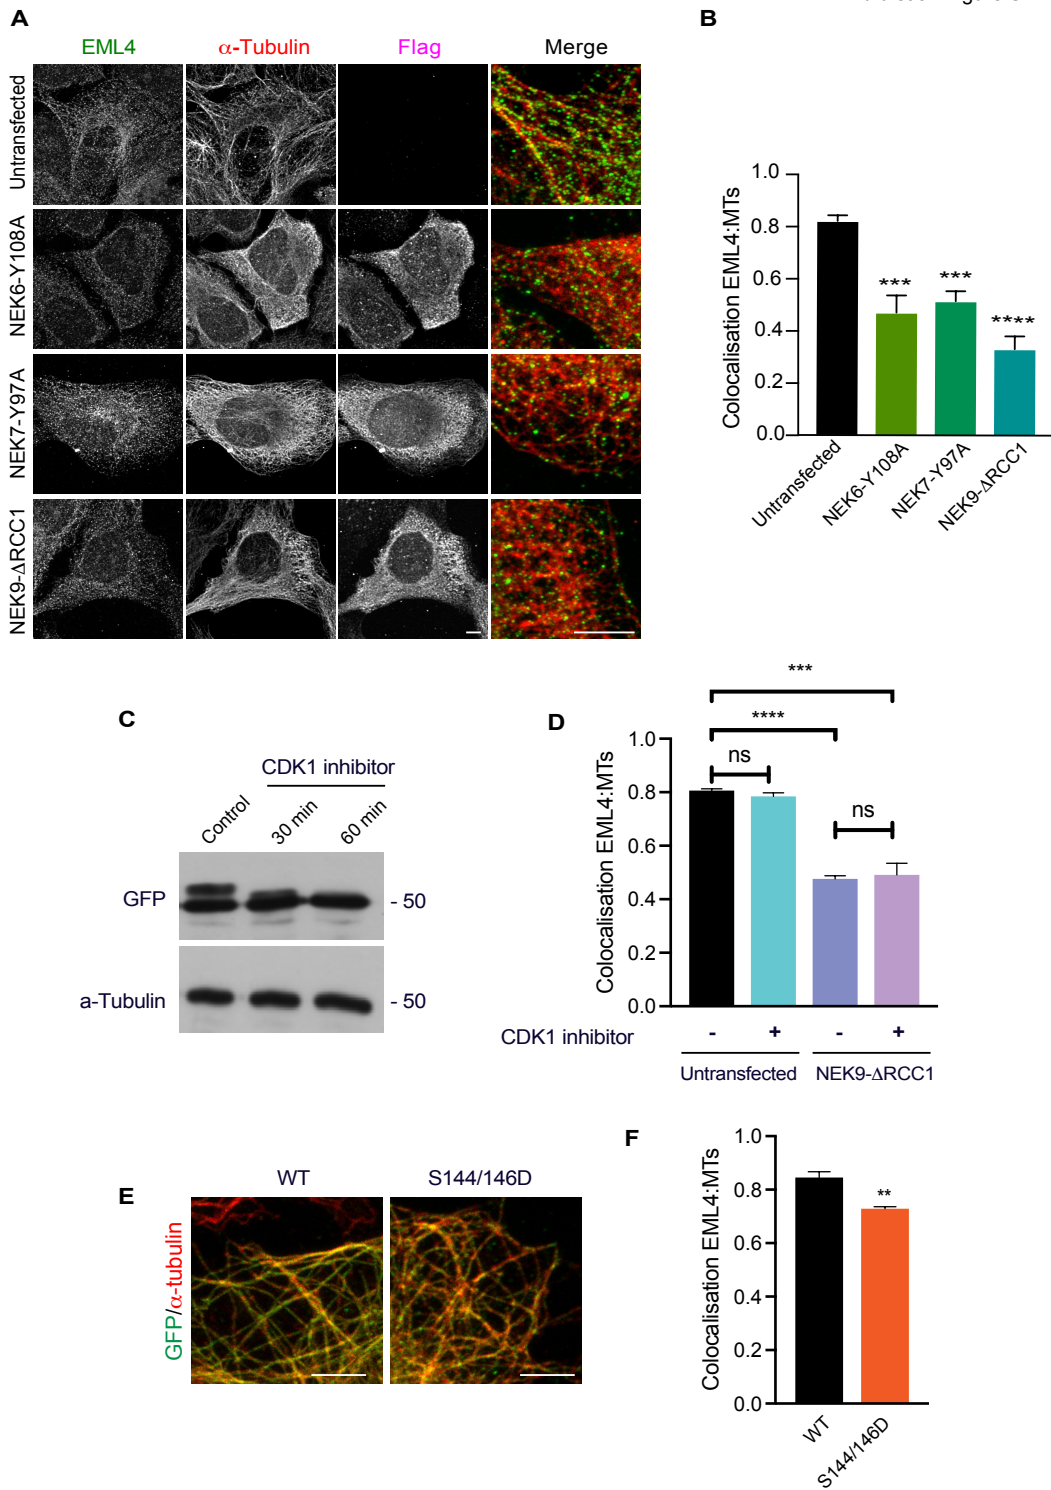 A
EML4
α-Tubulin
Flag
Merge
Untransfected
NEK6-Y108A
NEK7-Y97A
NEK9-ΔRCC1
B
Colocalisation EML4:MTs
1.0
0.8
0.6
0.4
0.2
0.0
***
***
****
Untransfected
NEK6-Y108A
NEK7-Y97A
NEK9-ΔRCC1
C
CDK1 inhibitor
Control
30 min
60 min
GFP
- 50
a-Tubulin
- 50
D
***
****
ns
ns
Colocalisation EML4:MTs
1.0
0.8
0.6
0.4
0.2
0.0
CDK1 inhibitor
- + - +
Untransfected
NEK9-ΔRCC1
E
WT
S144/146D
GFP/α-tubulin
F
Colocalisation EML4:MTs
1.0
0.8
0.6
0.4
0.2
0.0
**
WT
S144/146D